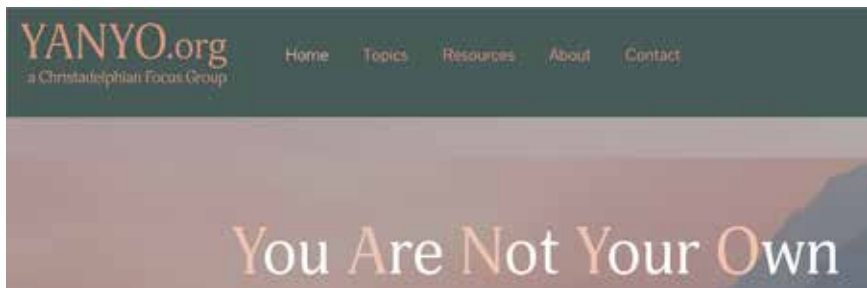 YANYO.org
a Christadelphian Focus Group
Home Topics Resources About Contact
You Are Not Your Own